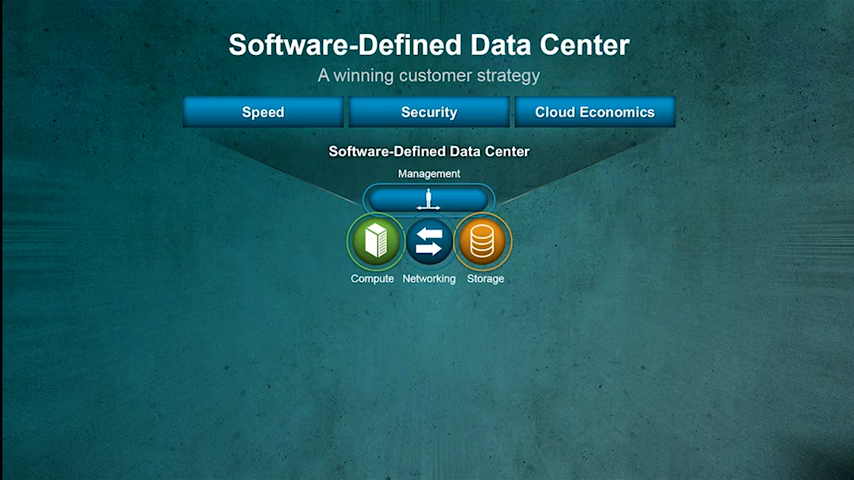 Software-Defined Data Center
A winning customer strategy
Speed Security Cloud Economics
Software-Defined Data Center
Management
Compute Networking Storage